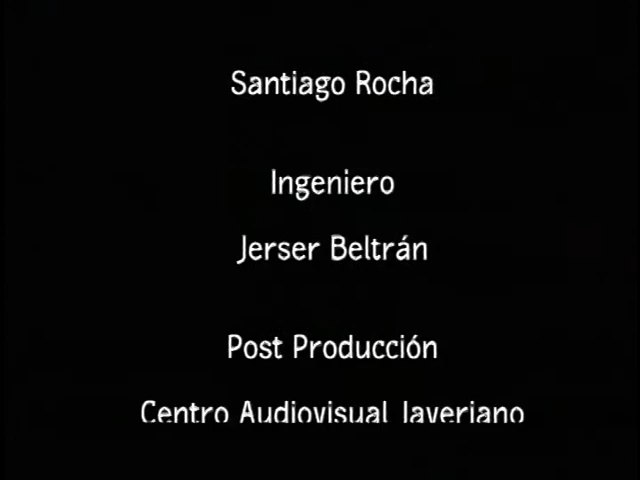 Santiago Rocha
Ingeniero
Jerser Beltrán
Post Producción
Centro Audiovisual Javeriano